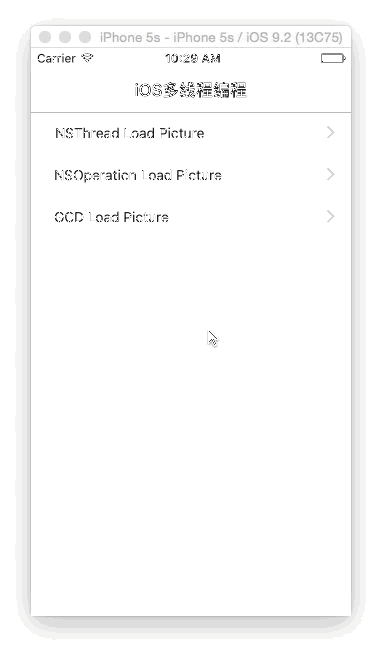 iPhone 5s - iPhone 5s / iOS 9.2 (13C75)
Carrier 10:29 AM
iOS多线程编程
NSThread Load Picture
NSOperation Load Picture
GCD Load Picture